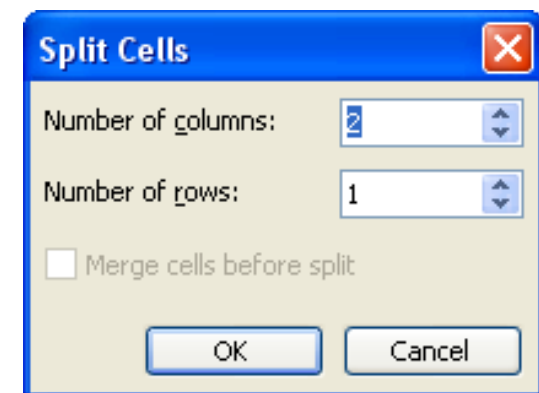 Split Cells
Number of columns: 2
Number of rows: 1
Merge cells before split
OK Cancel